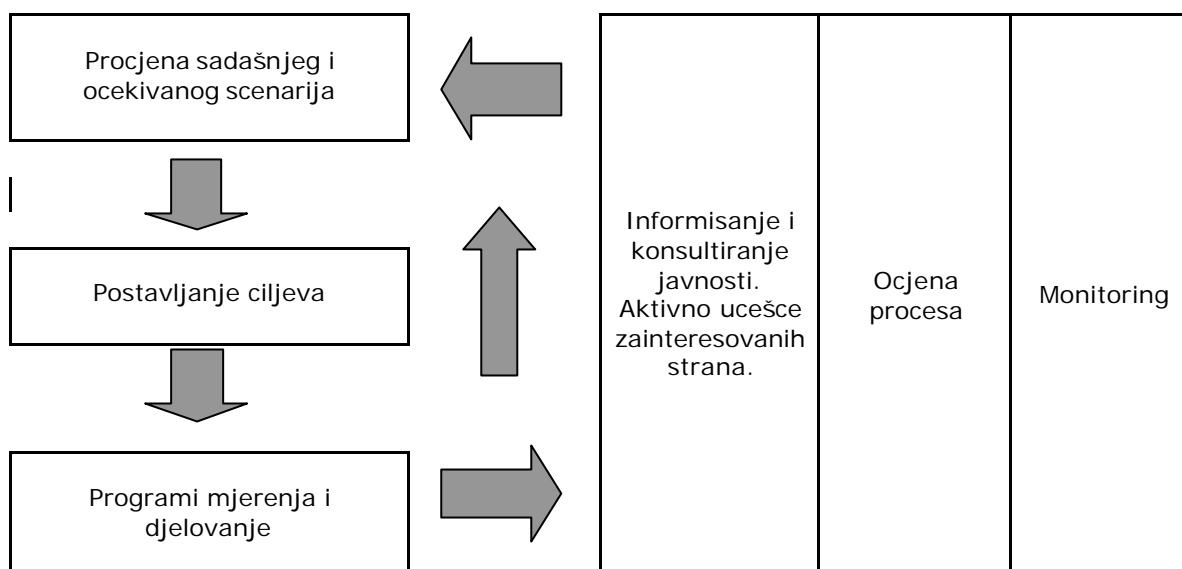 Procjena sadašnjeg i
ocekivanog scenarija
Postavljanje ciljeva
Programi mjerenja i
djelovanje
Informisanje i
konsultiranje
javnosti.
Aktivno ucešce
zainteresovanih
strana.
Ocjena
procesa
Monitoring